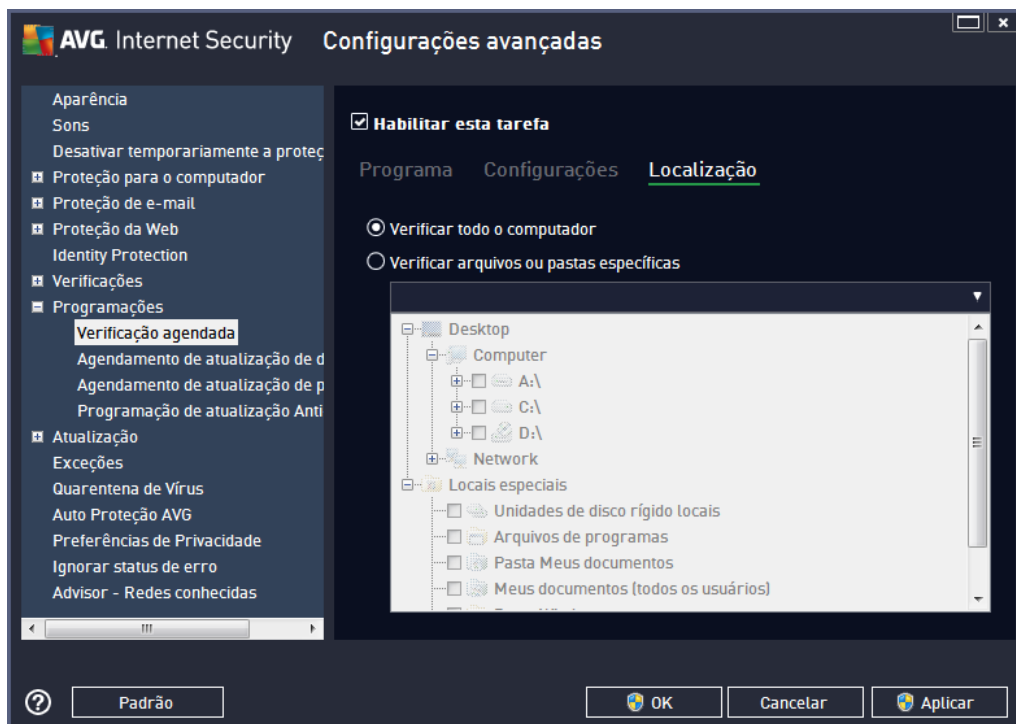 AVG. Internet Security Configurações avançadas
Aparência
Sons
Desativar temporariamente a proteç
Proteção para o computador
Proteção de e-mail
Proteção da Web
Identity Protection
Verificações
Programações
Verificação agendada
Agendamento de atualização de d
Agendamento de atualização de p
Programação de atualização Anti
Atualização
Exceções
Quarentena de Vírus
Auto Proteção AVG
Preferências de Privacidade
Ignorar status de erro
Advisor - Redes conhecidas
Habilitar esta tarefa
Programa Configurações Localização
Verificar todo o computador
Verificar arquivos ou pastas específicas
Desktop
Computer
A:\
C:\
D:\
Network
Locais especiais
Unidades de disco rígido locais
Arquivos de programas
Pasta Meus documentos
Meus documentos (todos os usuários)
Padrão
OK
Cancelar
Aplicar